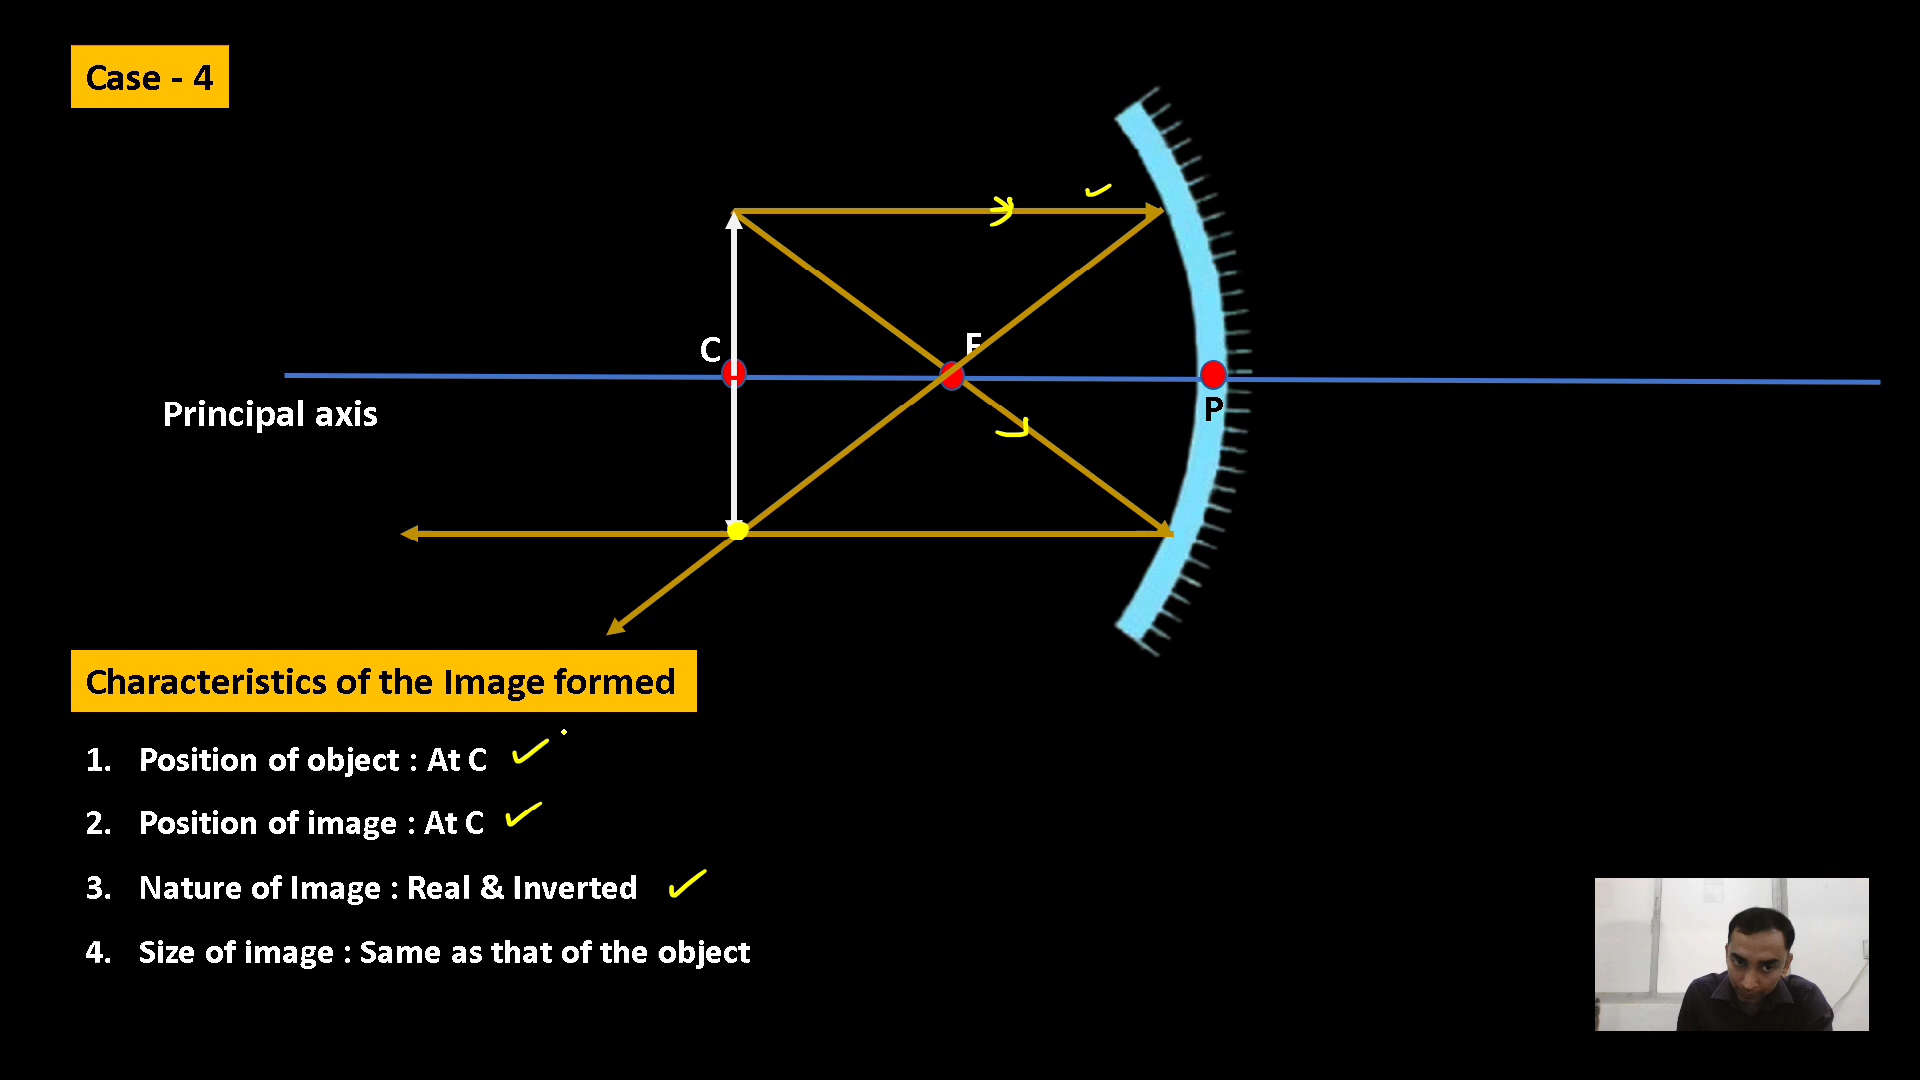 Case - 4
C
F
P
Principal axis
Characteristics of the Image formed
1. Position of object : At C
2. Position of image : At C
3. Nature of Image : Real & Inverted
4. Size of image : Same as that of the object